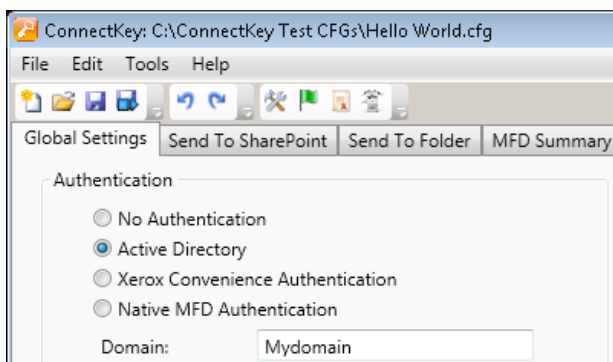 ConnectKey: C:\ConnectKey Test CFGs\Hello World.cfg
File Edit Tools Help
Global Settings Send To SharePoint Send To Folder MFD Summary
Authentication
No Authentication
Active Directory
Xerox Convenience Authentication
Native MFD Authentication
Domain: Mydomain